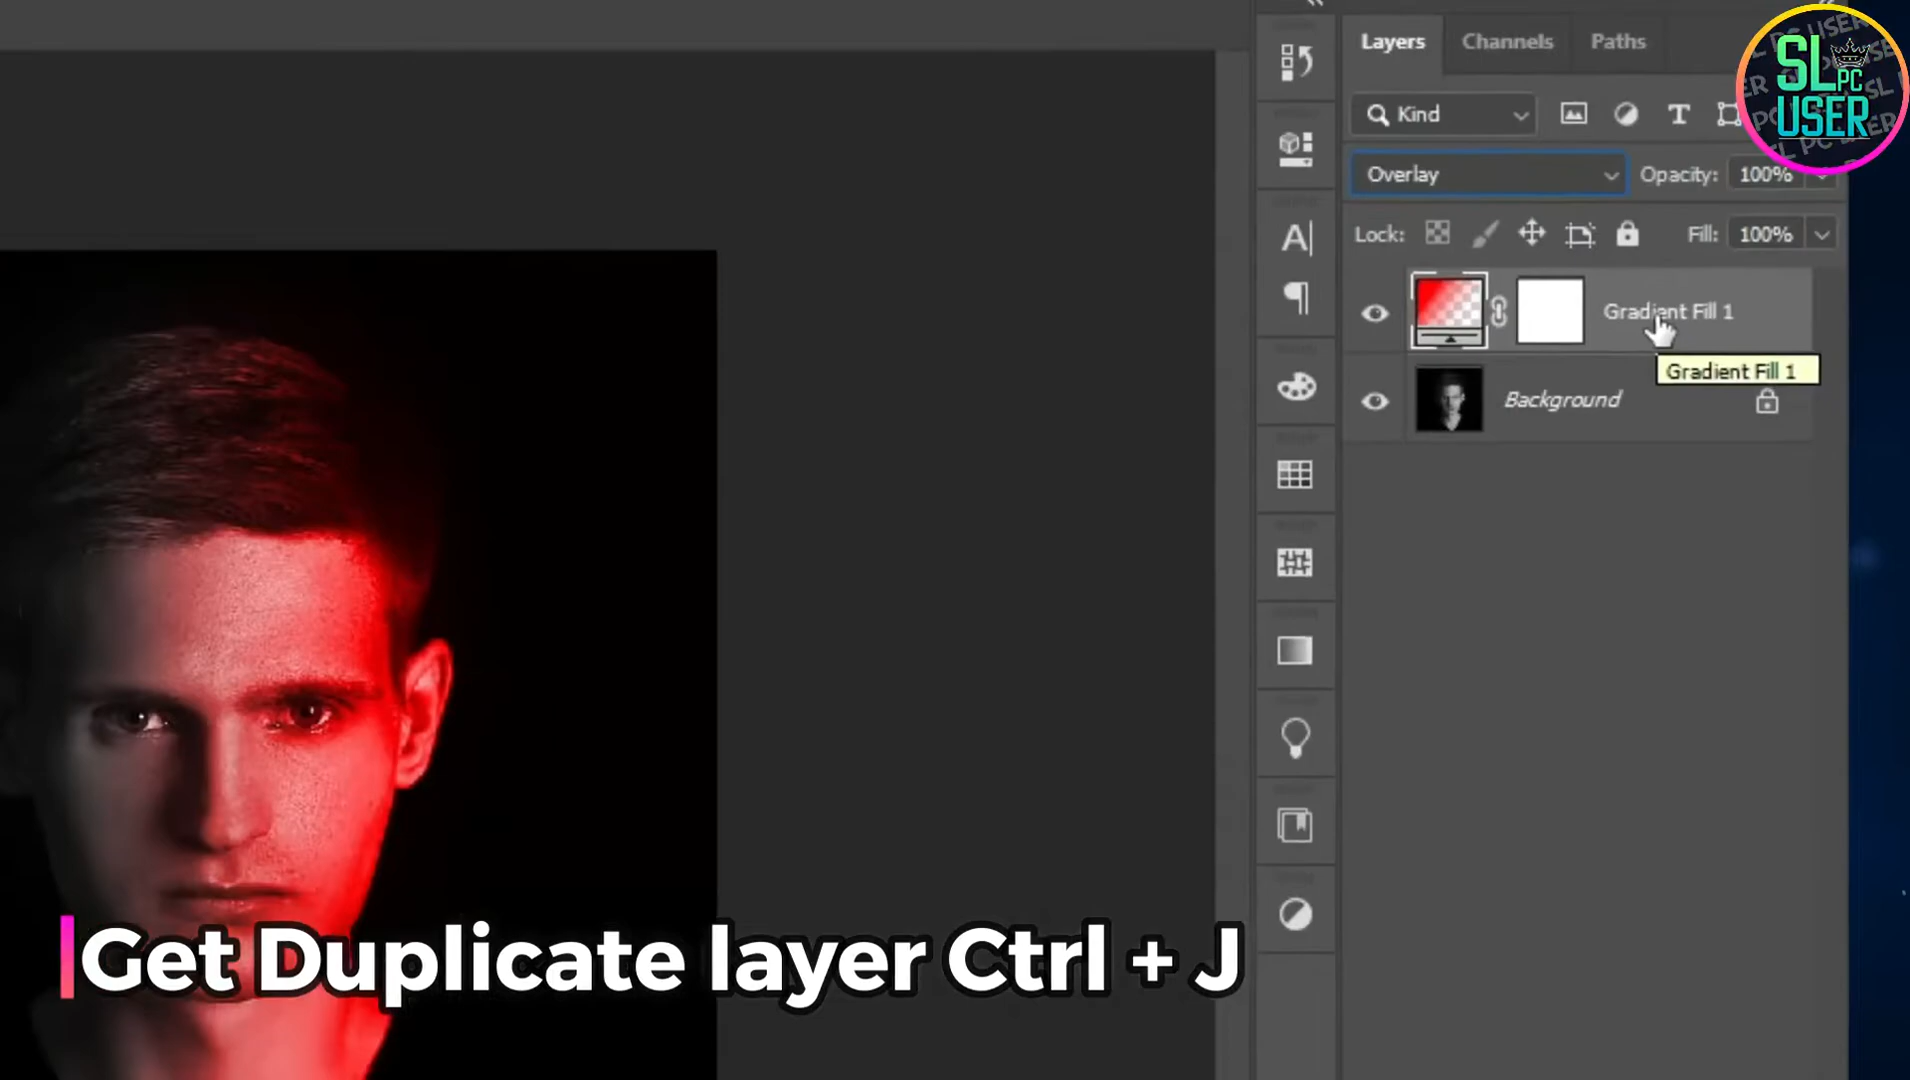 Layers Channels Paths
SL PC USER
Kind
Overlay Opacity: 100%
Lock: Fill: 100%
Gradient Fill 1
Gradient Fill 1
Background
Get Duplicate layer Ctrl + J